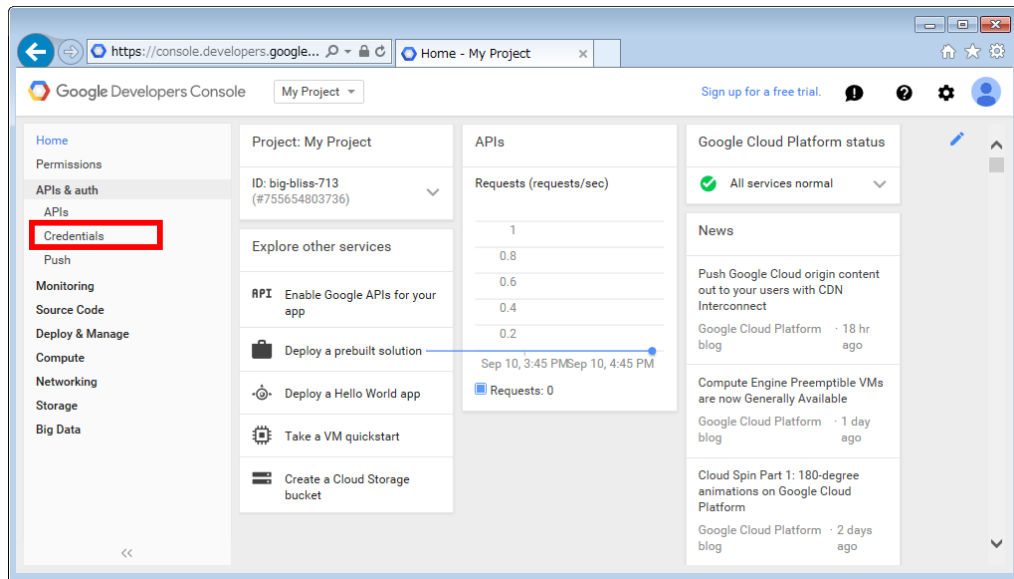 https://console.developers.google...
Home - My Project
Google Developers Console
My Project
Sign up for a free trial.
Home
Permissions
APIs & auth
APIs
Credentials
Push
Monitoring
Source Code
Deploy & Manage
Compute
Networking
Storage
Big Data
Project: My Project
ID: big-bliss-713
(#755654803736)
Explore other services
API
Enable Google APIs for your
app
Deploy a prebuilt solution
Deploy a Hello World app
Take a VM quickstart
Create a Cloud Storage
bucket
APIs
Requests (requests/sec)
1
0.8
0.6
0.4
0.2
Sep 10, 3:45 PM
Sep 10, 4:45 PM
Requests: 0
Google Cloud Platform status
All services normal
News
Push Google Cloud origin content
out to your users with CDN
Interconnect
Google Cloud Platform · 18 hr
blog ago
Compute Engine Preemptible VMs
are now Generally Available
Google Cloud Platform · 1 day
blog ago
Cloud Spin Part 1: 180-degree
animations on Google Cloud
Platform
Google Cloud Platform · 2 days
blog ago